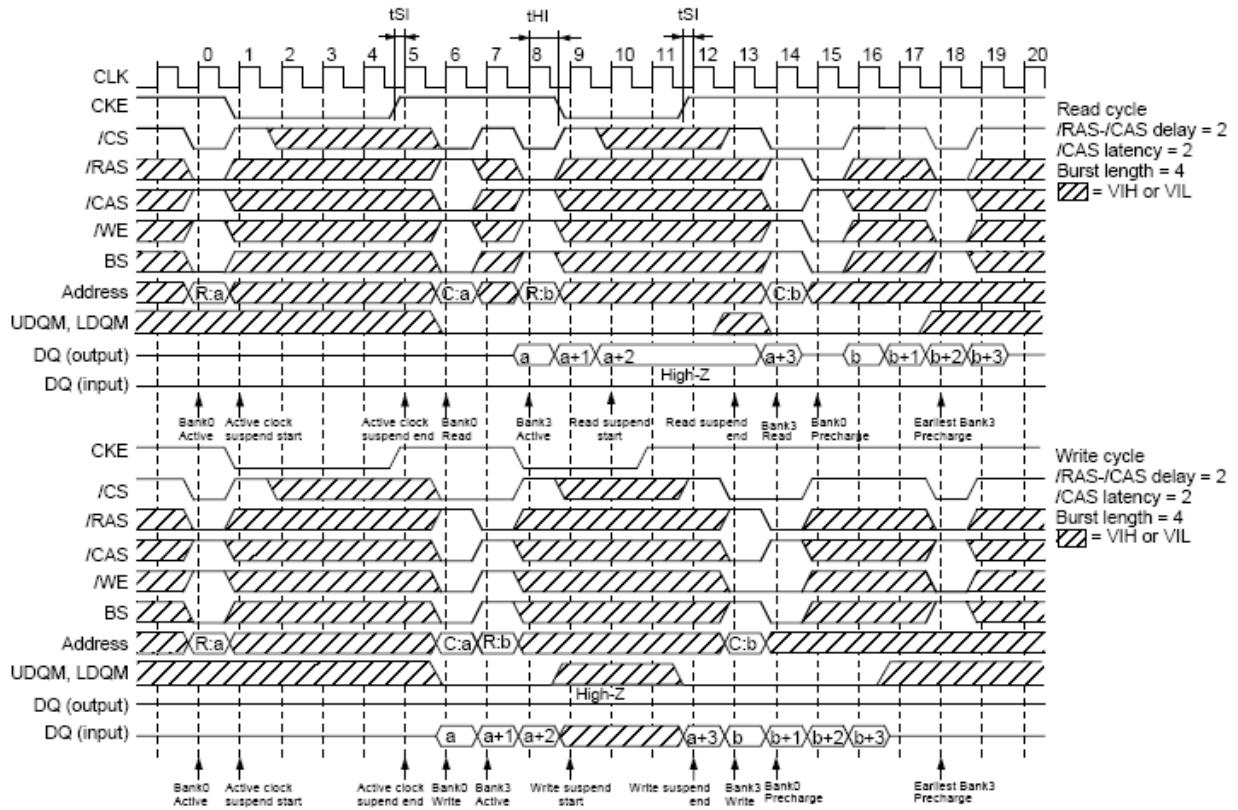 tSI tHI tSI
0 1 2 3 4 5 6 7 8 9 10 11 12 13 14 15 16 17 18 19 20
CLK
CKE
/CS
/RAS
/CAS
/WE
BS
Address R:a C:a R:b C:b
UDQM, LDQM
DQ (output) a a+1 a+2 a+3 b b+1 b+2 b+3
High-Z
DQ (input)
Read cycle
/RAS-/CAS delay = 2
/CAS latency = 2
Burst length = 4
= VIH or VIL
Bank0 Active clock Active clock Bank0 Bank3 Read suspend Read suspend Bank3 Bank0 Earliest Bank3
Active suspend start suspend end Read Active start end Read Precharge Precharge
CKE
/CS
/RAS
/CAS
/WE
BS
Address R:a C:a R:b C:b
UDQM, LDQM
High-Z
DQ (output)
DQ (input) a a+1 a+2 a+3 b b+1 b+2 b+3
Write cycle
/RAS-/CAS delay = 2
/CAS latency = 2
Burst length = 4
= VIH or VIL
Bank0 Active clock Active clock Bank0 Bank3 Write suspend Write suspend Bank3 Bank0 Earliest Bank3
Active suspend start supend end Write Active start end Write Precharge Precharge